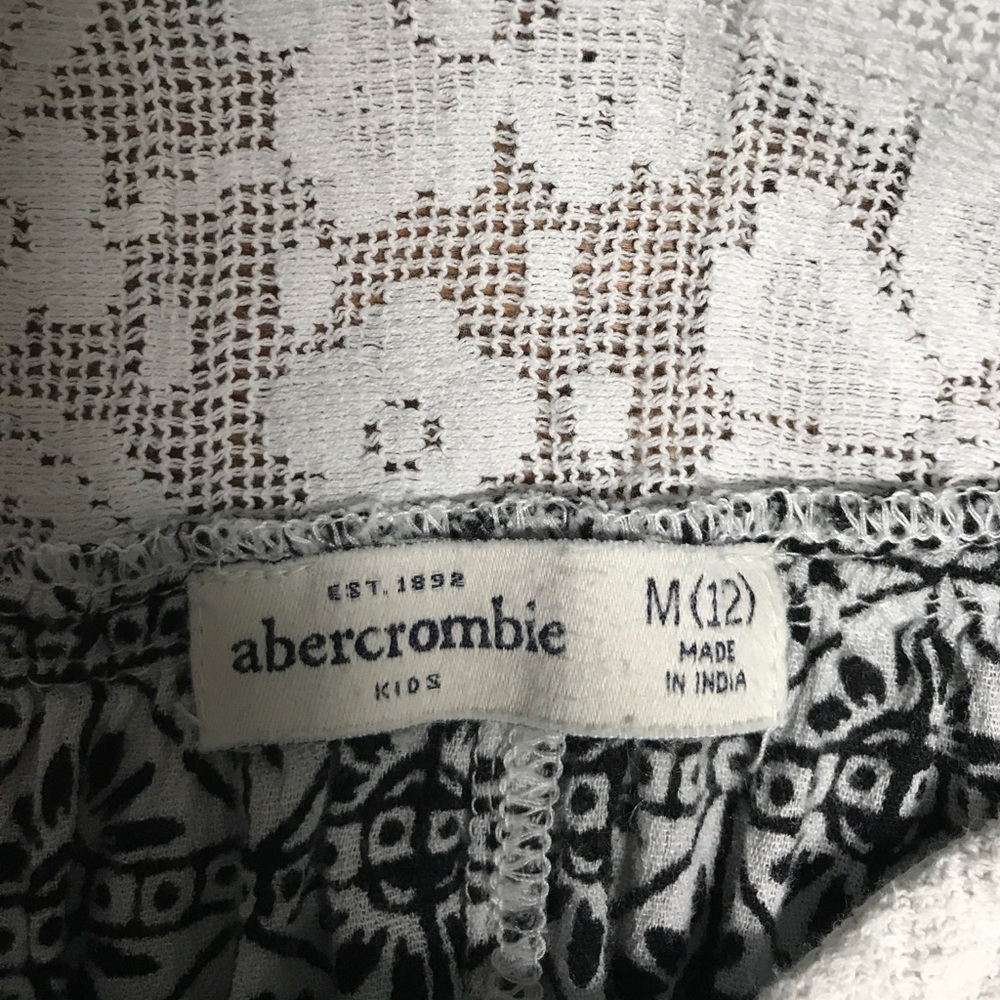 EST. 1892
abercrombie
KIDS
M (12)
MADE
IN INDIA